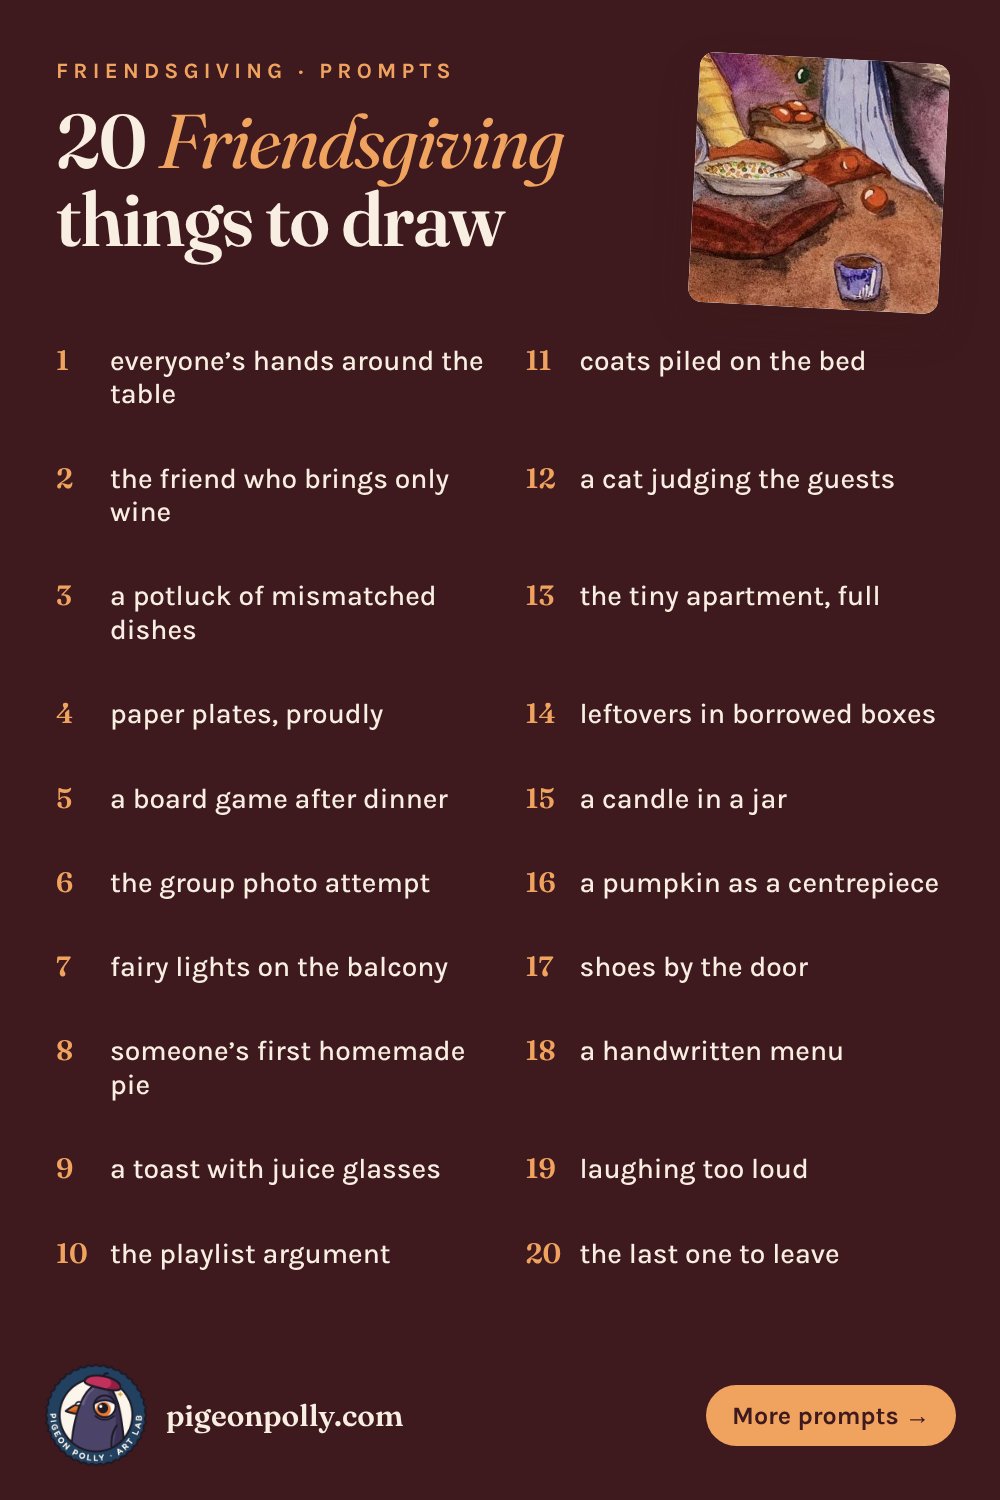 FRIENDSGIVING · PROMPTS
20 Friendsgiving
things to draw
1 everyone’s hands around the
table
2 the friend who brings only
wine
3 a potluck of mismatched
dishes
4 paper plates, proudly
5 a board game after dinner
6 the group photo attempt
7 fairy lights on the balcony
8 someone’s first homemade
pie
9 a toast with juice glasses
10 the playlist argument
11 coats piled on the bed
12 a cat judging the guests
13 the tiny apartment, full
14 leftovers in borrowed boxes
15 a candle in a jar
16 a pumpkin as a centrepiece
17 shoes by the door
18 a handwritten menu
19 laughing too loud
20 the last one to leave
PIGEON POLLY · ART LAB
pigeonpolly.com
More prompts →